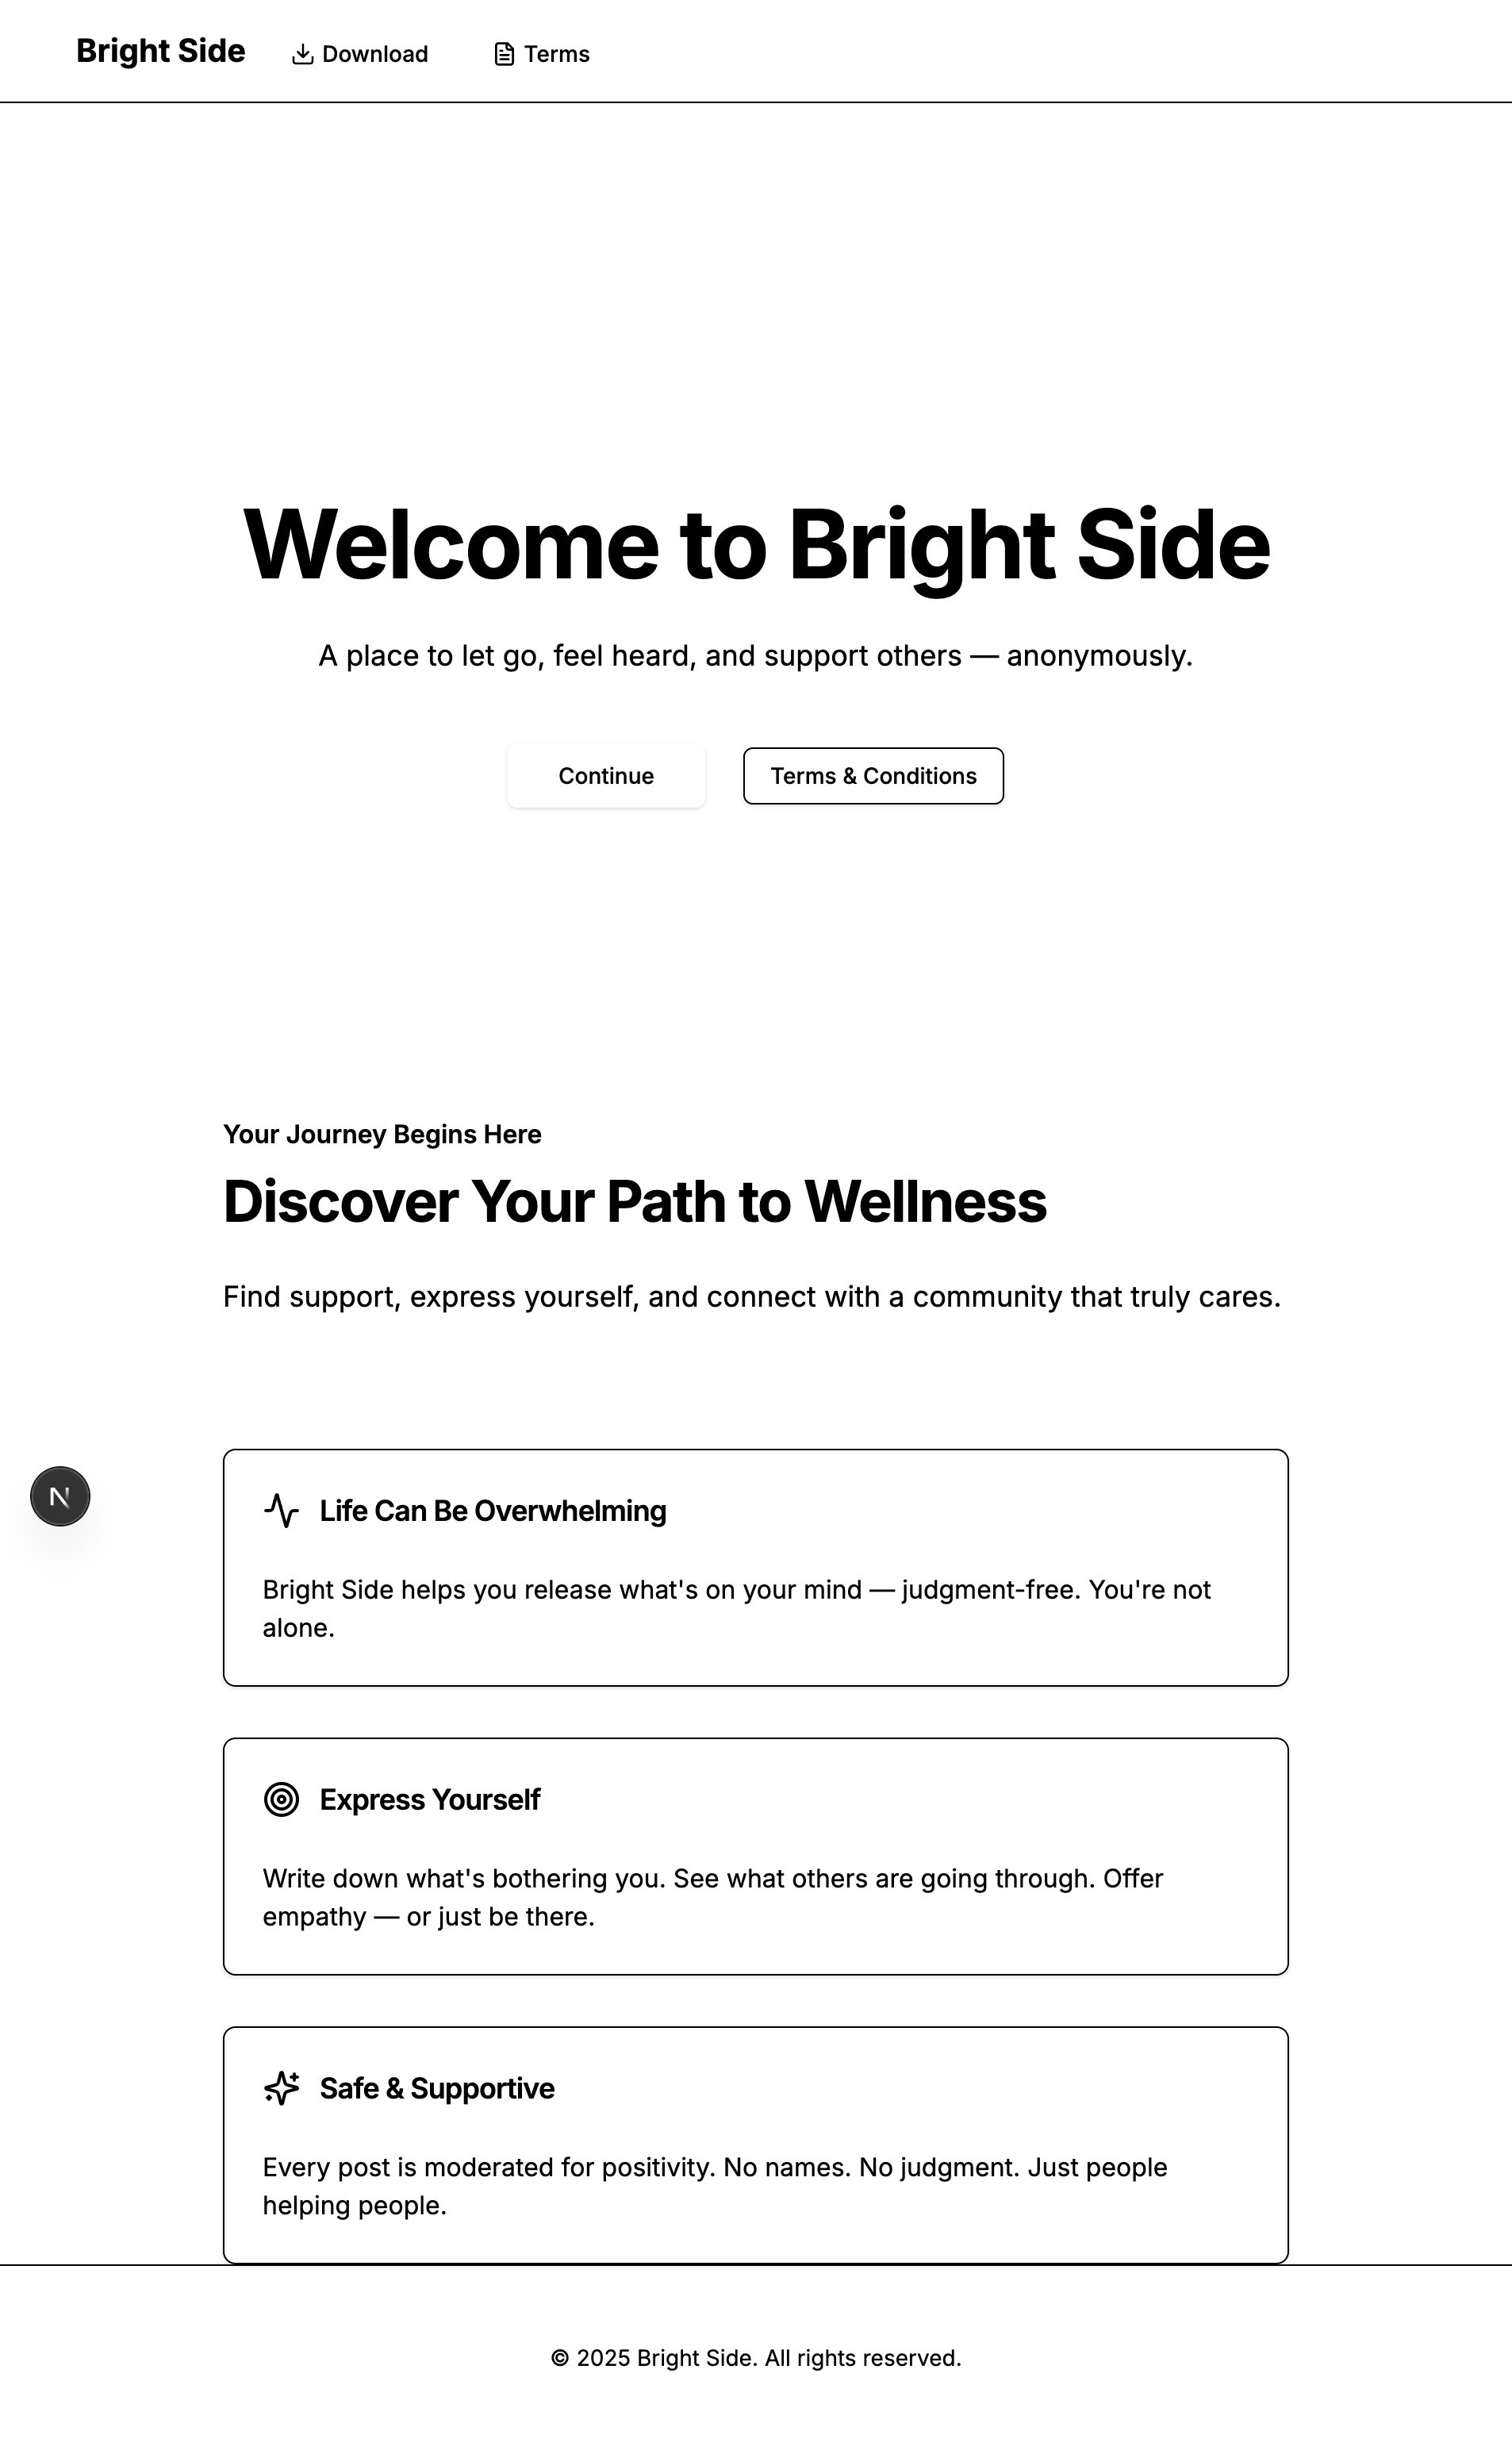 Bright Side
Download
Terms
Welcome to Bright Side
A place to let go, feel heard, and support others — anonymously.
Continue
Terms & Conditions
Your Journey Begins Here
Discover Your Path to Wellness
Find support, express yourself, and connect with a community that truly cares.
N
Life Can Be Overwhelming
Bright Side helps you release what's on your mind — judgment-free. You're not
alone.
Express Yourself
Write down what's bothering you. See what others are going through. Offer
empathy — or just be there.
Safe & Supportive
Every post is moderated for positivity. No names. No judgment. Just people
helping people.
© 2025 Bright Side. All rights reserved.